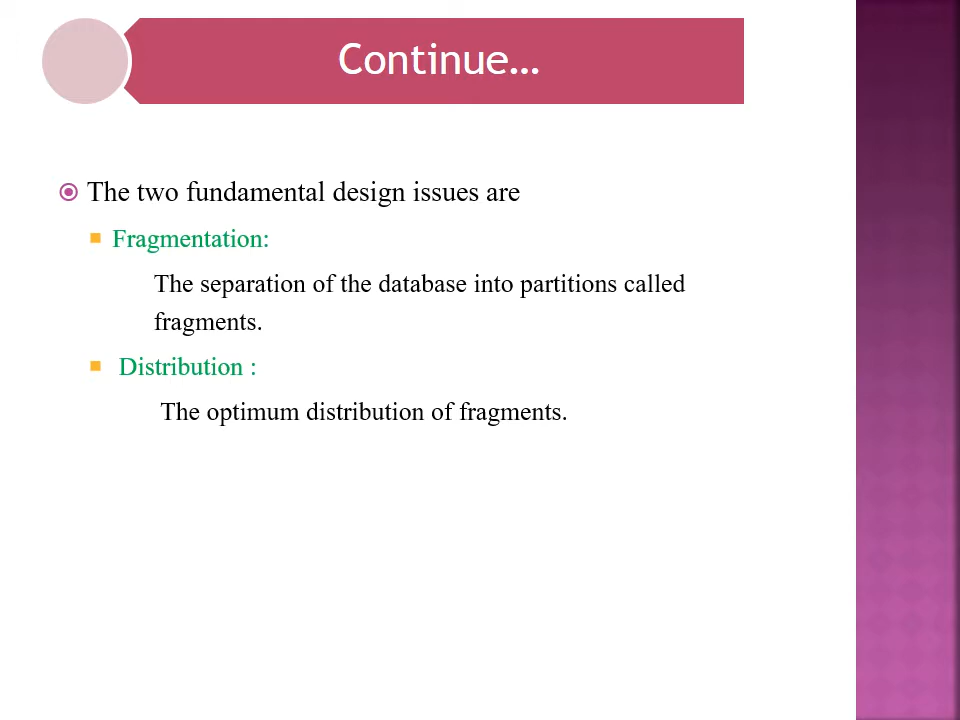 Continue…
The two fundamental design issues are
Fragmentation:
The separation of the database into partitions called
fragments.
Distribution :
The optimum distribution of fragments.